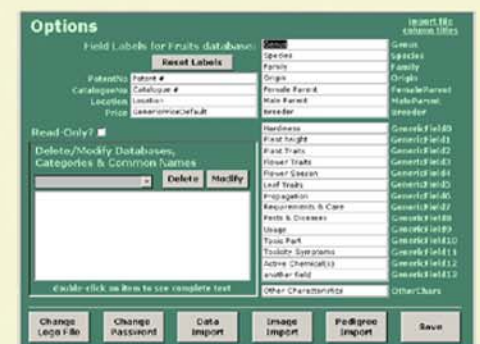 Options
import file
column titles
Field Labels for Fruits database:
Reset Labels
PatentNo Patent #
CatalogueNo Catalogue #
Location Location
Price GenericPriceDefault
Read-Only?
Delete/Modify Databases,
Categories & Common Names
Delete Modify
double-click on item to see complete text
Genus Genus
Species Species
Family Family
Origin Origin
Female Parent FemaleParent
Male Parent MaleParent
Breeder Breeder
Hardiness GenericField0
Plant height GenericField1
Plant Traits GenericField2
Flower Traits GenericField3
Flower Season GenericField4
Leaf Traits GenericField5
Propagation GenericField6
Requirements & Care GenericField7
Pests & Diseases GenericField8
Usage GenericField9
Toxic Part GenericField10
Toxicity Symptoms GenericField11
Active Chemical(s) GenericField12
another field GenericField13
Other Characteristics OtherChars
Change
Logo File
Change
Password
Data
Import
Image
Import
Pedigree
Import
Save